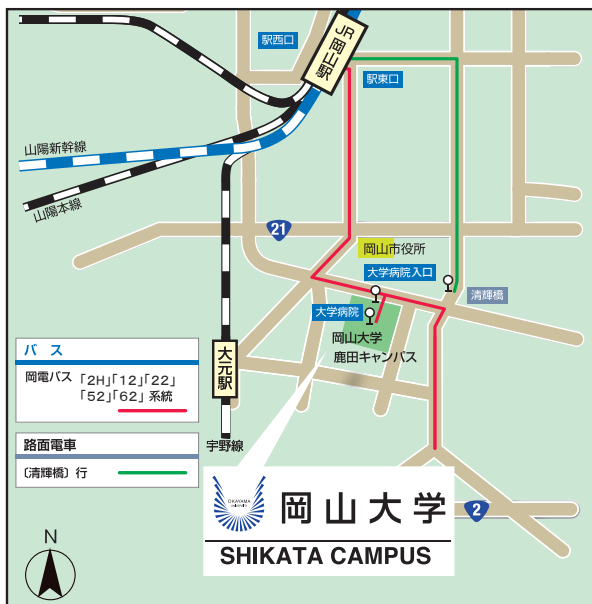 駅西口
JR岡山駅
駅東口
山陽新幹線
山陽本線
21
岡山市役所
大学病院入口
清輝橋
大学病院
岡山大学
鹿田キャンパス
大元駅
バス
岡電バス 「2H」「12」「22」
「52」「62」 系統
路面電車
〔清輝橋〕行
宇野線
OKAYAMA
岡山大学
SHIKATA CAMPUS
2
N